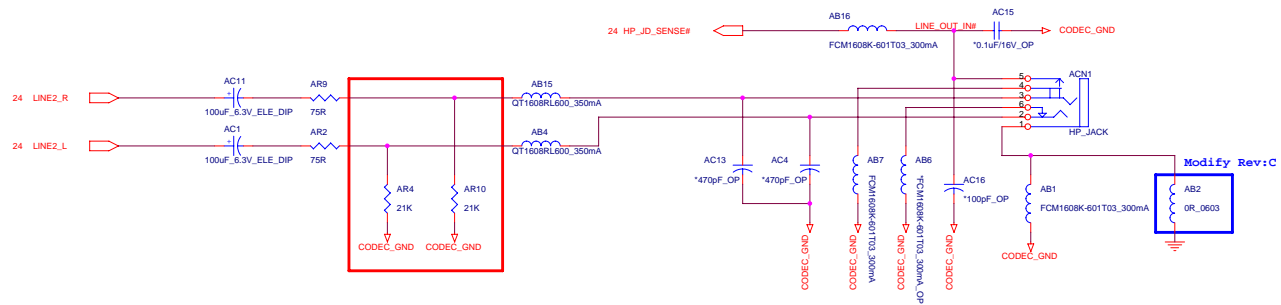 AB16
LINE_OUT_IN#
AC15
24 HP_JD_SENSE#
CODEC_GND
FCM1608K-601T03_300mA
*0.1uF/16V_OP
AC11
AR9
AB15
5
ACN1
4
24 LINE2_R
3
100uF_6.3V_ELE_DIP
75R
QT1608RL600_350mA
6
AC1
AR2
AB4
2
24 LINE2_L
1
HP_JACK
100uF_6.3V_ELE_DIP
75R
QT1608RL600_350mA
AC13
AC4
AB7
AB6
Modify Rev:C
*470pF_OP
*470pF_OP
FCM1608K-601T03_300mA
*FCM1608K-601T03_300mA_OP
AC16
*100pF_OP
AR4
21K
AR10
21K
AB1
FCM1608K-601T03_300mA
AB2
0R_0603
CODEC_GND
CODEC_GND
CODEC_GND
CODEC_GND
CODEC_GND
CODEC_GND
CODEC_GND